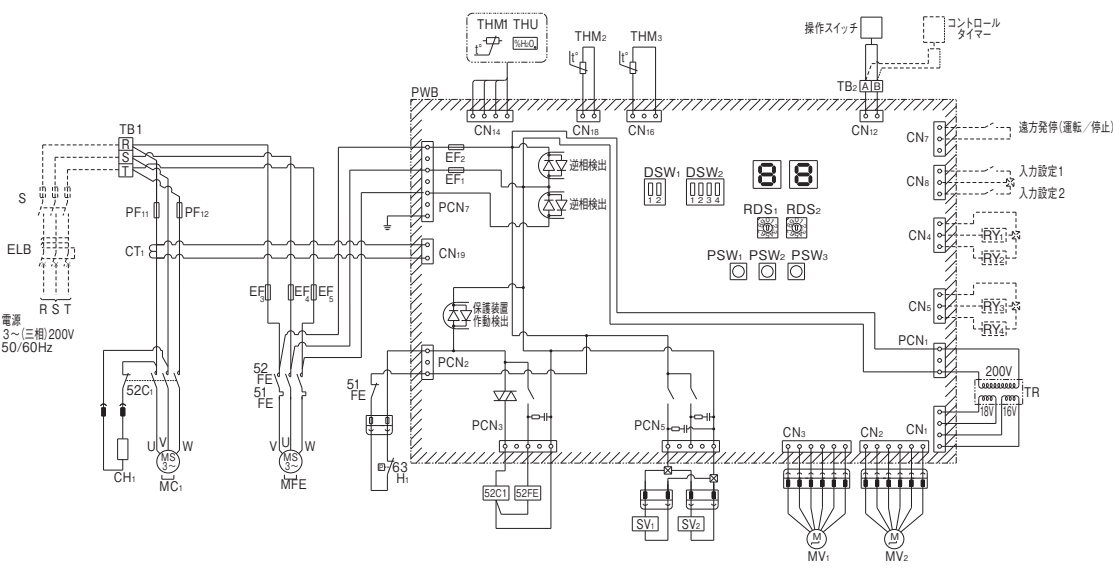 THM1 THU
t°
%H₂O
THM₂
t°
THM₃
t°
操作スイッチ
コントロール
タイマー
TB₂ A B
PWB
CN₁₄
CN₁₈
CN₁₆
CN₁₂
TB1
R
S
T
EF₂
EF₁
逆相検出
逆相検出
PCN₇
DSW₁ DSW₂
1 2
1 2 3 4
8 8
RDS₁ RDS₂
PSW₁ PSW₂ PSW₃
CN₇
遠方発停(運転/停止)
CN₈
入力設定1
入力設定2
CN₄
RY₁
RY₂
CN₅
RY₃
RY₄
S
PF₁₁
PF₁₂
ELB
CT₁
CN₁₉
R S T
電源
3～(三相)200V
50/60Hz
EF₃
EF₄
EF₅
保護装置
作動検出
PCN₂
PCN₁
200V
TR
18V
16V
CN₁
52C₁
52
FE
51
FE
51
FE
PCN₃
PCN₅
CN₃
CN₂
U V W
MS
3～
CH₁
MC₁
V U W
MS
3～
MFE
P
63
H₁
52C1
52FE
SV₁
SV₂
M
MV₁
M
MV₂